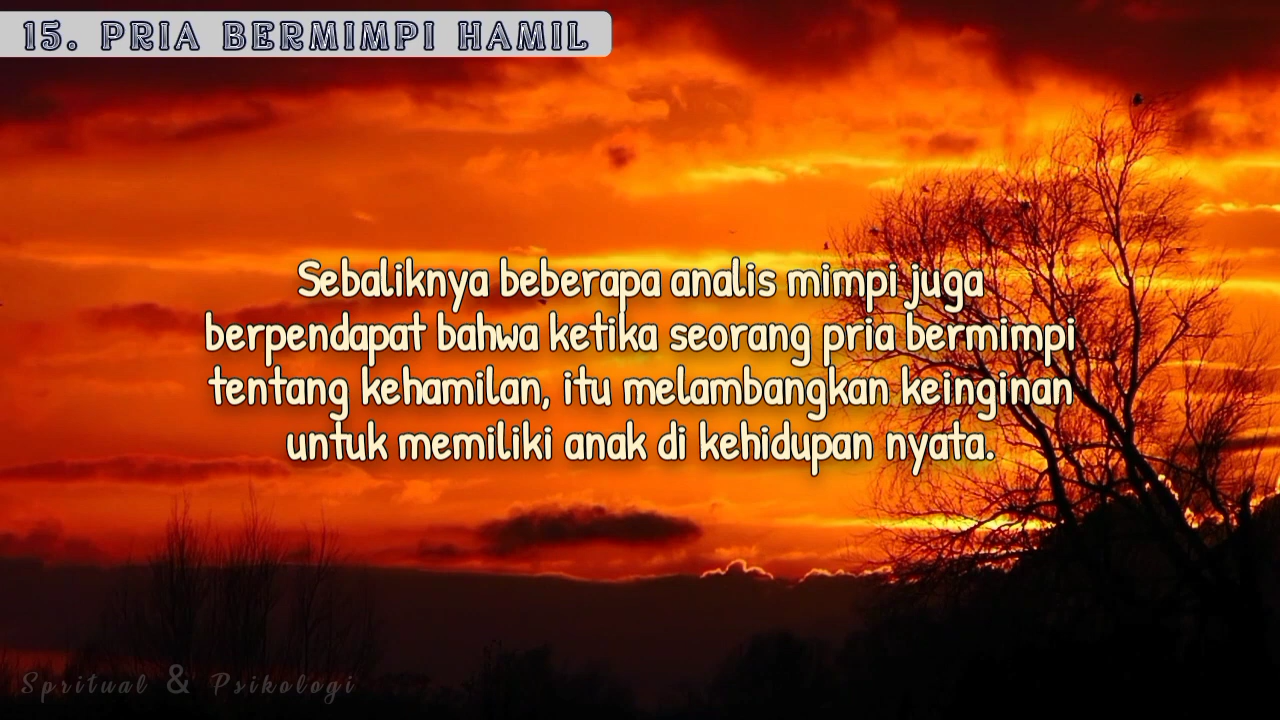 15. PRIA BERMIMPI HAMIL
Sebaliknya beberapa analis mimpi juga
berpendapat bahwa ketika seorang pria bermimpi
tentang kehamilan, itu melambangkan keinginan
untuk memiliki anak di kehidupan nyata.
Spritual & Psikologi